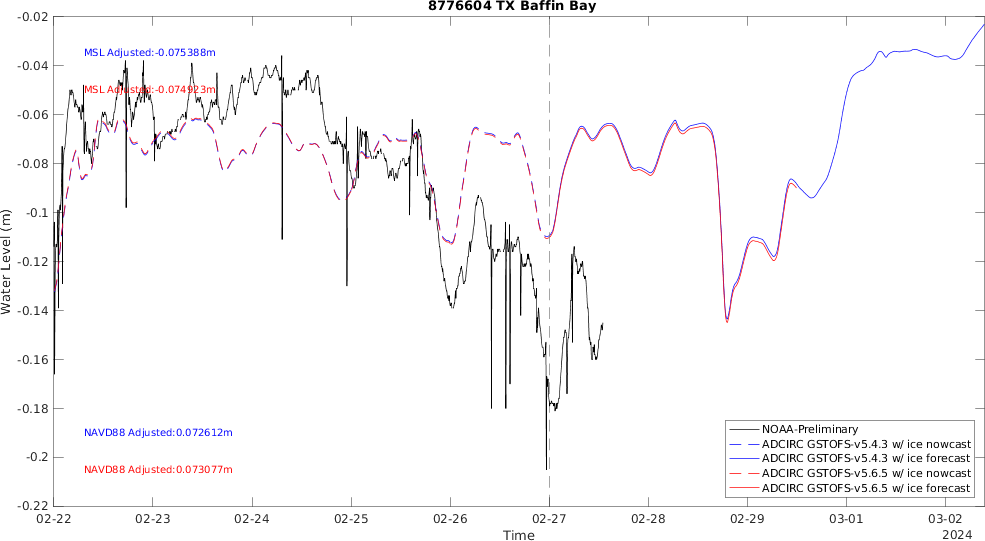 8776604 TX Baffin Bay
-0.02
-0.04
-0.06
-0.08
-0.1
-0.12
-0.14
-0.16
-0.18
-0.2
-0.22
Water Level (m)
MSL Adjusted:-0.075388m
MSL Adjusted:-0.074923m
NAVD88 Adjusted:0.072612m
NAVD88 Adjusted:0.073077m
NOAA-Preliminary
ADCIRC GSTOFS-v5.4.3 w/ ice nowcast
ADCIRC GSTOFS-v5.4.3 w/ ice forecast
ADCIRC GSTOFS-v5.6.5 w/ ice nowcast
ADCIRC GSTOFS-v5.6.5 w/ ice forecast
02-22 02-23 02-24 02-25 02-26 02-27 02-28 02-29 03-01 03-02
Time
2024